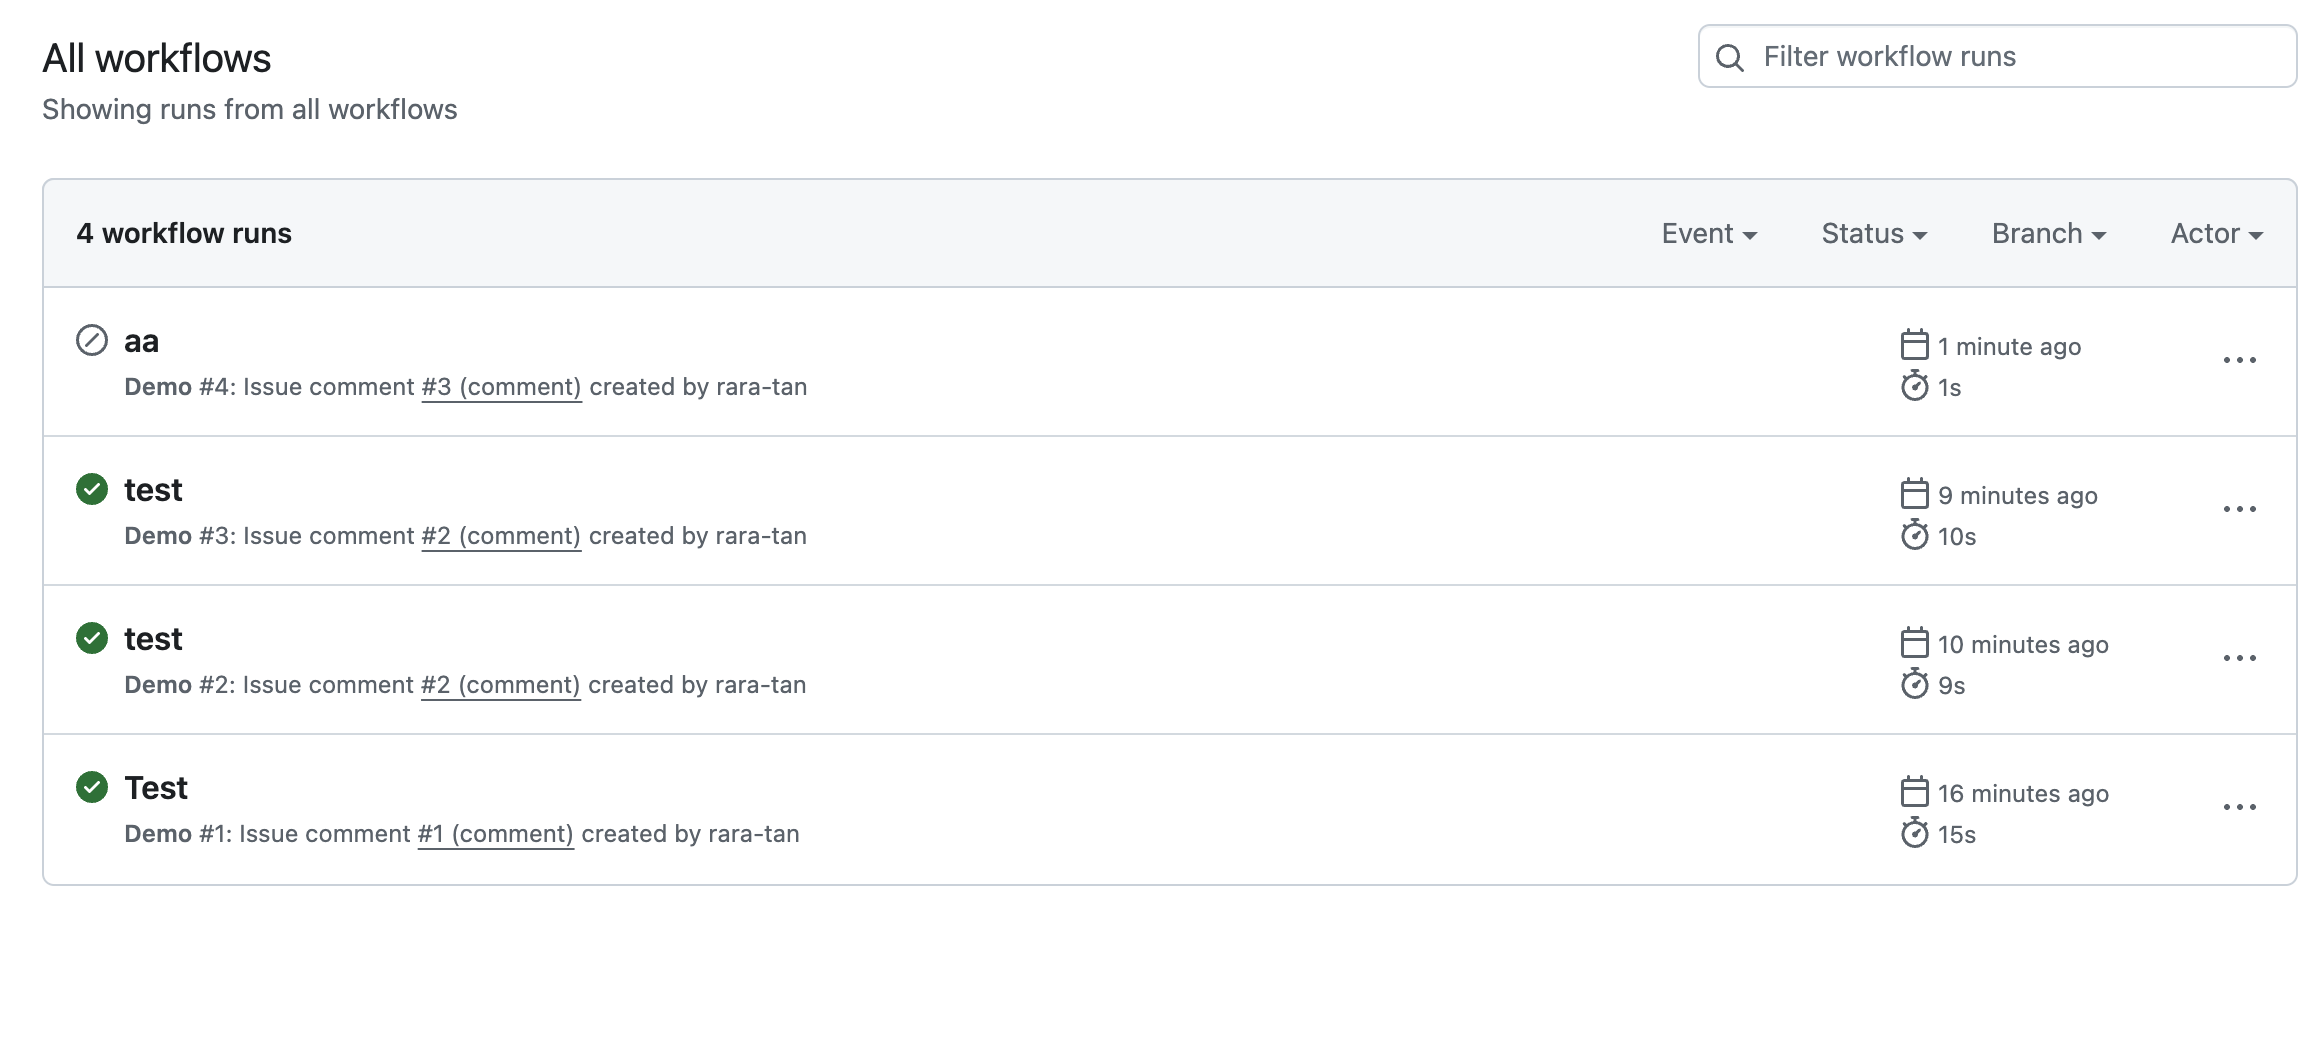 All workflows
Filter workflow runs
Showing runs from all workflows
4 workflow runs
Event
Status
Branch
Actor
aa
1 minute ago
Demo #4: Issue comment #3 (comment) created by rara-tan
1s
test
9 minutes ago
Demo #3: Issue comment #2 (comment) created by rara-tan
10s
test
10 minutes ago
Demo #2: Issue comment #2 (comment) created by rara-tan
9s
Test
16 minutes ago
Demo #1: Issue comment #1 (comment) created by rara-tan
15s